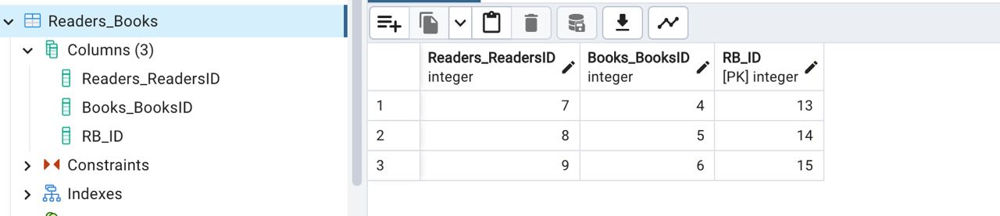 Readers_Books
Columns (3)
Readers_ReadersID
Books_BooksID
RB_ID
Constraints
Indexes
Readers_ReadersID Books_BooksID RB_ID
integer integer [PK] integer
1 7 4 13
2 8 5 14
3 9 6 15